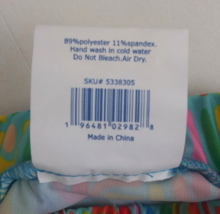 89%polyester 11%spandex.
Hand wash in cold water
Do Not Bleach.Air Dry.
SKU# 5338305
1 96481 02982 8
Made in China